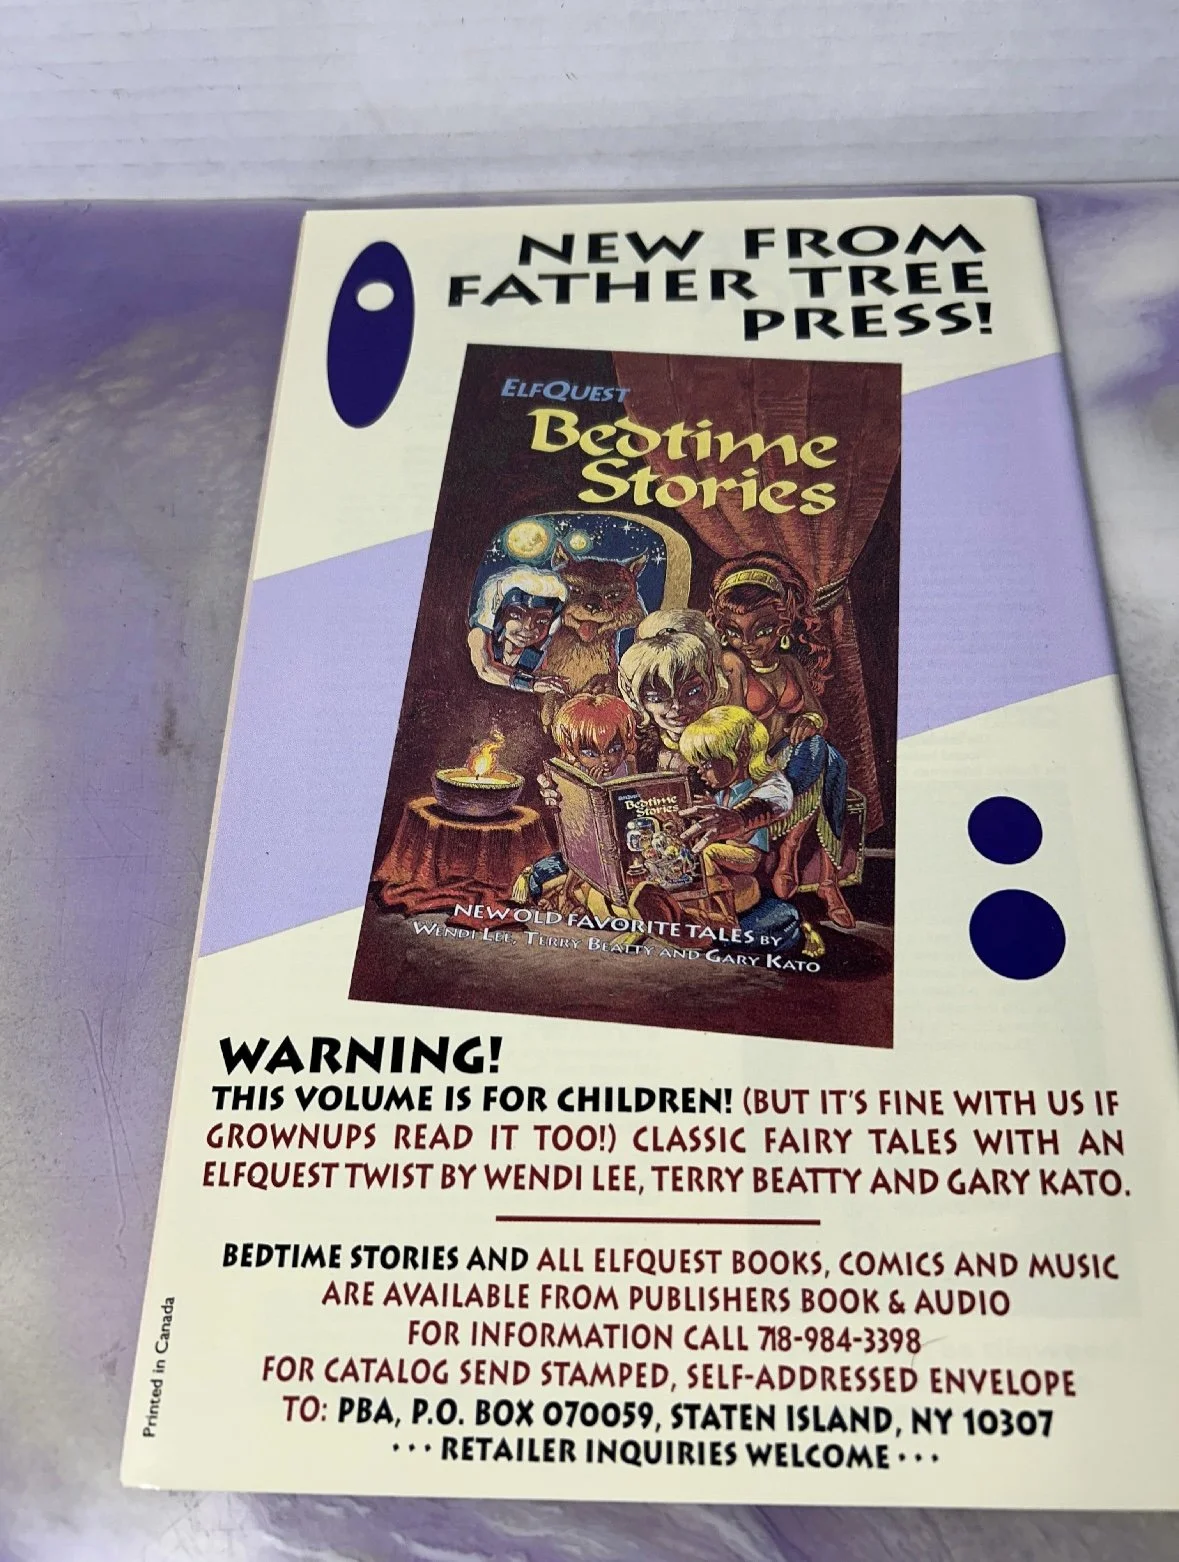 NEW FROM
FATHER TREE
PRESS!
ELFQUEST
Bedtime
Stories
Bedtime
Stories
NEW OLD FAVORITE TALES BY
WENDI LEE, TERRY BEATTY AND GARY KATO
WARNING!
THIS VOLUME IS FOR CHILDREN! (BUT IT'S FINE WITH US IF
GROWNUPS READ IT TOO!) CLASSIC FAIRY TALES WITH AN
ELFQUEST TWIST BY WENDI LEE, TERRY BEATTY AND GARY KATO.
BEDTIME STORIES AND ALL ELFQUEST BOOKS, COMICS AND MUSIC
ARE AVAILABLE FROM PUBLISHERS BOOK & AUDIO
FOR INFORMATION CALL 718-984-3398
FOR CATALOG SEND STAMPED, SELF-ADDRESSED ENVELOPE
TO: PBA, P.O. BOX 070059, STATEN ISLAND, NY 10307
··· RETAILER INQUIRIES WELCOME ···
Printed in Canada